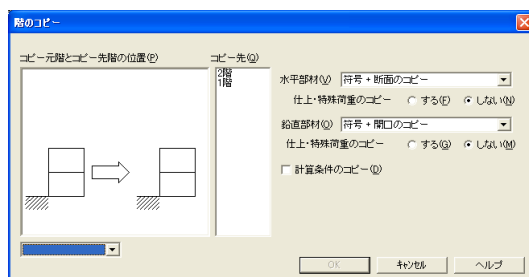 階のコピー
コピー元階とコピー先階の位置(P)
コピー先(Q)
2階
1階
水平部材(V) 符号 + 断面のコピー
仕上・特殊荷重のコピー する(F) しない(N)
鉛直部材(O) 符号 + 開口のコピー
仕上・特殊荷重のコピー する(G) しない(M)
計算条件のコピー(D)
OK キャンセル ヘルプ